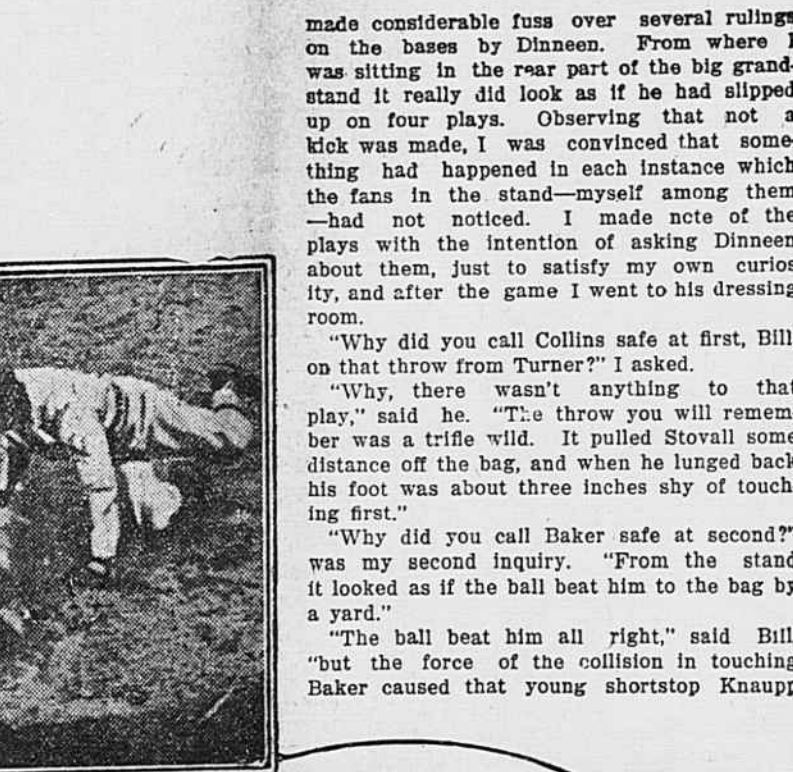 made considerable fuss over several rulings
on the bases by Dinneen. From where I
was sitting in the rear part of the big grand-
stand it really did look as if he had slipped
up on four plays. Observing that not a
kick was made, I was convinced that some-
thing had happened in each instance which
the fans in the stand—myself among them
—had not noticed. I made note of the
plays with the intention of asking Dinneen
about them, just to satisfy my own curios
ity, and after the game I went to his dressing
room.
"Why did you call Collins safe at first, Bill
on that throw from Turner?" I asked.
"Why, there wasn't anything to that
play," said he. "The throw you will remem-
ber was a trifle wild. It pulled Stovall some
distance off the bag, and when he lunged back
his foot was about three inches shy of touch
ing first."
"Why did you call Baker safe at second?"
was my second inquiry. "From the stand
it looked as if the ball beat him to the bag by
a yard."
"The ball beat him all right," said Bill
"but the force of the collision in touching
Baker caused that young shortstop Knaupp